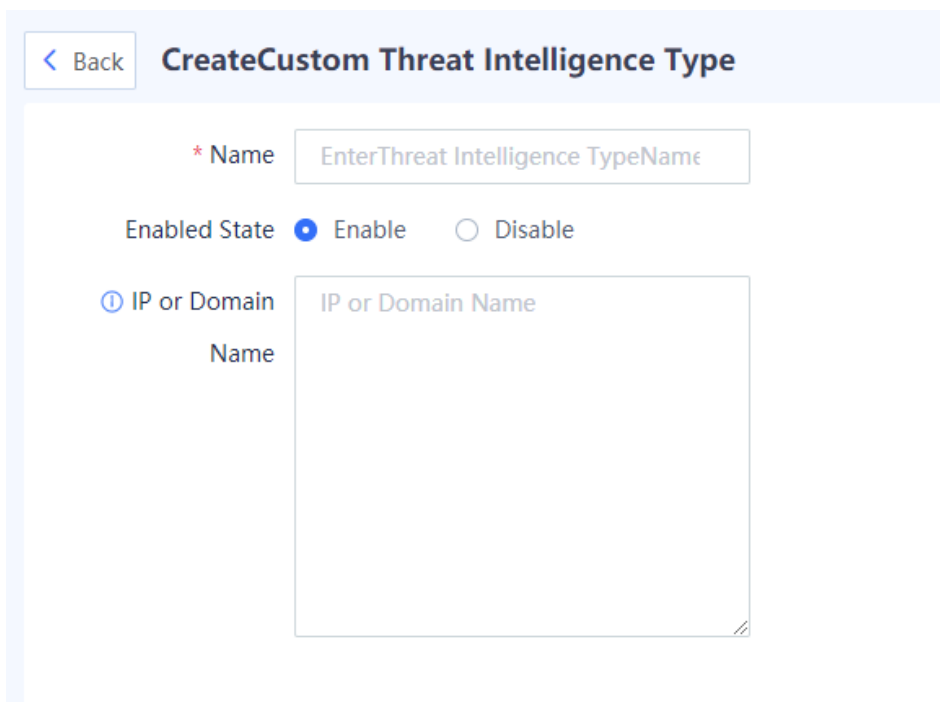 Back CreateCustom Threat Intelligence Type
* Name EnterThreat Intelligence TypeName
Enabled State Enable Disable
IP or Domain IP or Domain Name
Name